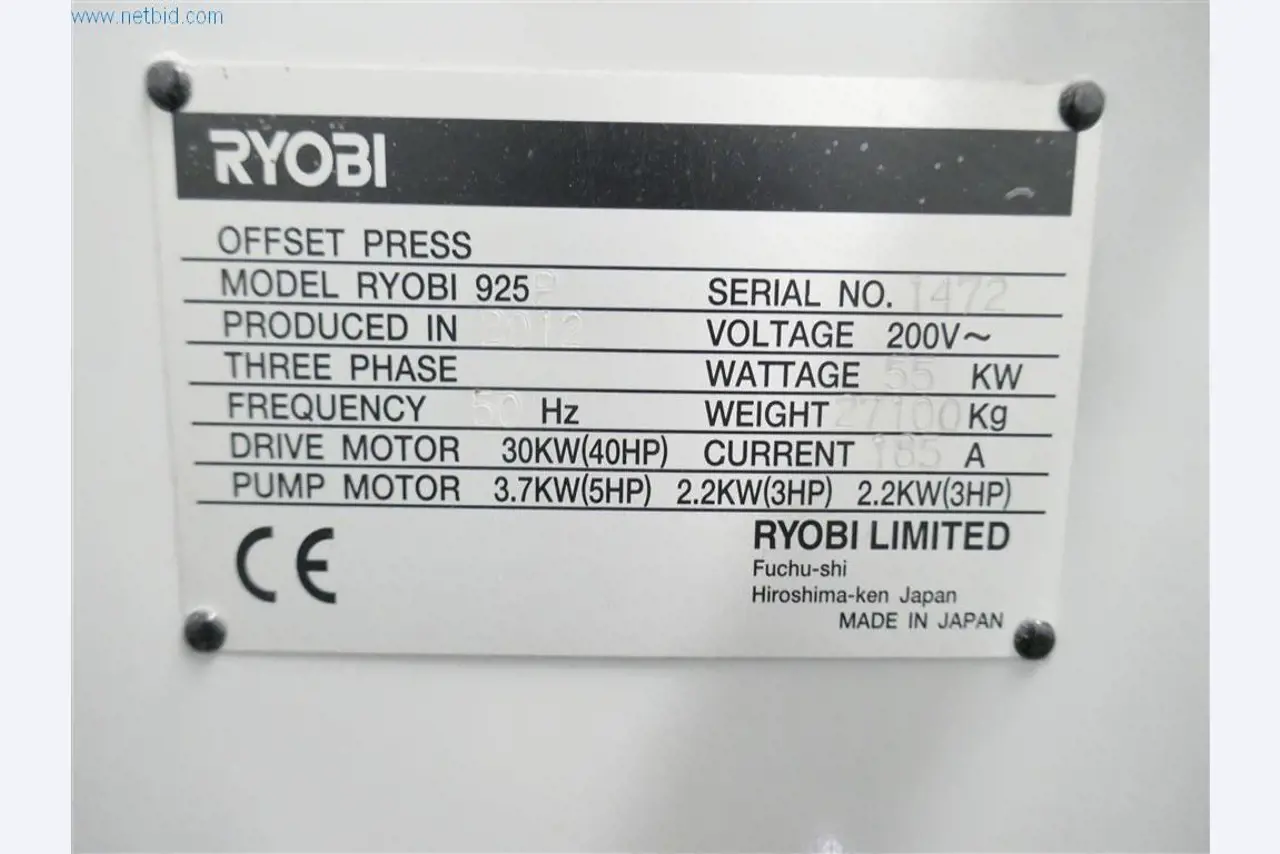 www.netbid.com
RYOBI
OFFSET PRESS
MODEL RYOBI 925P SERIAL NO. 1472
PRODUCED IN 2012 VOLTAGE 200V~
THREE PHASE WATTAGE 55 KW
FREQUENCY 50 Hz WEIGHT 27100 Kg
DRIVE MOTOR 30KW(40HP) CURRENT 185 A
PUMP MOTOR 3.7KW(5HP) 2.2KW(3HP) 2.2KW(3HP)
CE RYOBI LIMITED
Fuchu-shi
Hiroshima-ken Japan
MADE IN JAPAN